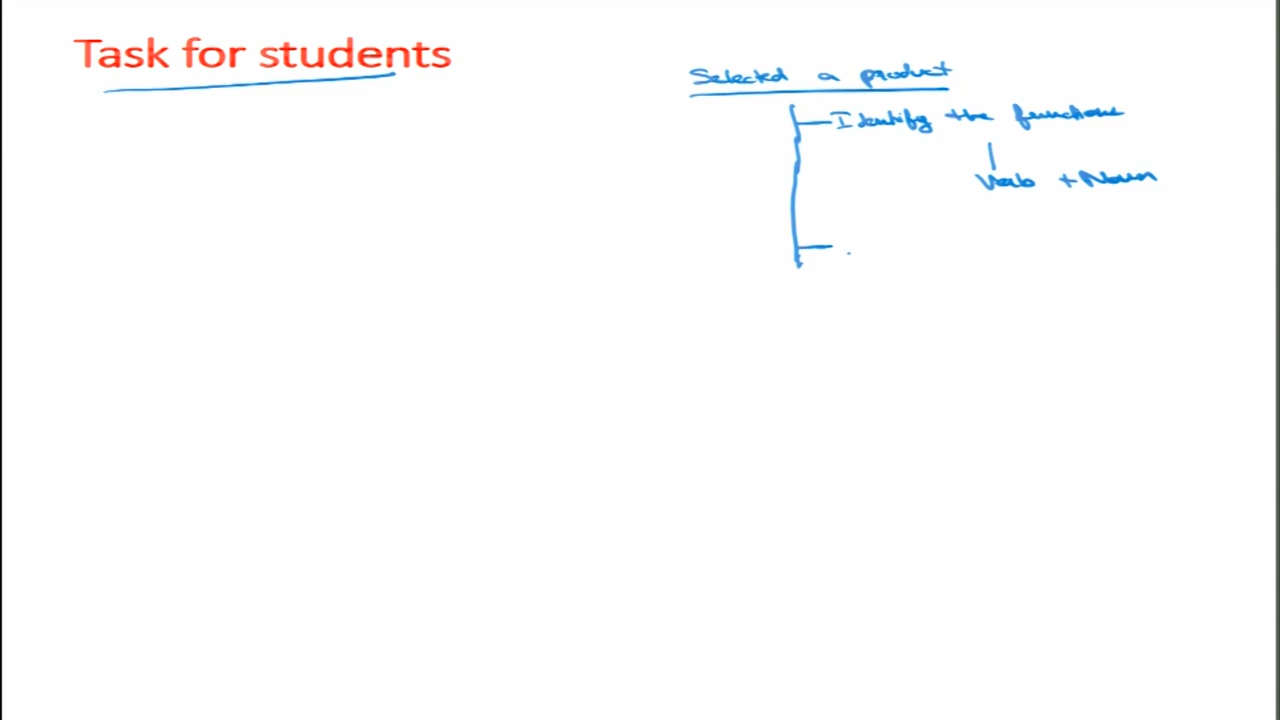 Task for students
Selected a product
Identify the functions
Verb + Noun